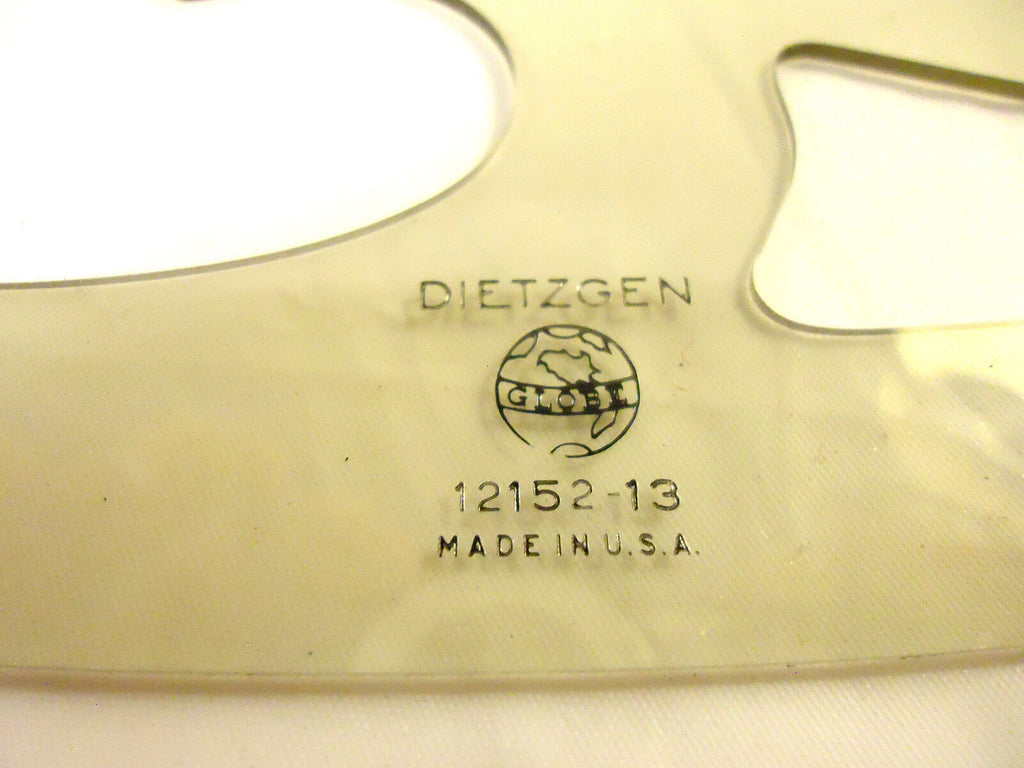 DIETZGEN
GLOBE
12152-13
MADE IN U.S.A.